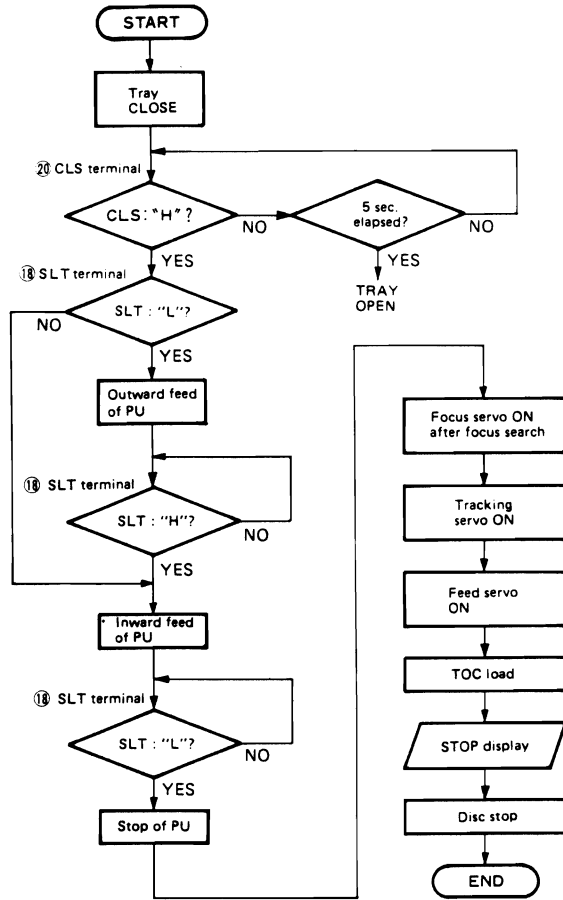 START
Tray
CLOSE
⑳ CLS terminal
CLS: "H" ?
NO
5 sec.
elapsed?
NO
YES
YES
TRAY
OPEN
⑱ SLT terminal
SLT : "L"?
NO
YES
Outward feed
of PU
⑱ SLT terminal
SLT : "H"?
NO
YES
Inward feed
of PU
⑱ SLT terminal
SLT : "L"?
NO
YES
Stop of PU
Focus servo ON
after focus search
Tracking
servo ON
Feed servo
ON
TOC load
STOP display
Disc stop
END